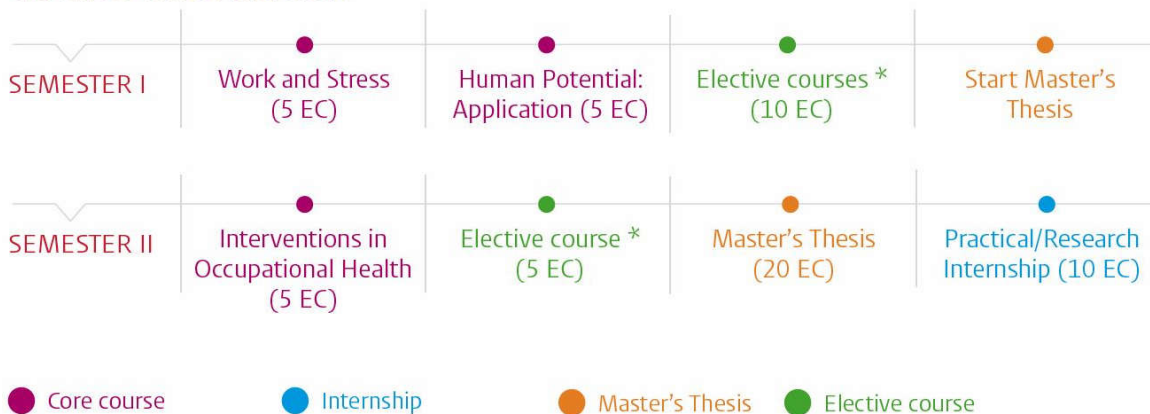 SEMESTER I
Work and Stress
(5 EC)
Human Potential:
Application (5 EC)
Elective courses *
(10 EC)
Start Master's
Thesis
SEMESTER II
Interventions in
Occupational Health
(5 EC)
Elective course *
(5 EC)
Master's Thesis
(20 EC)
Practical/Research
Internship (10 EC)
Core course
Internship
Master's Thesis
Elective course